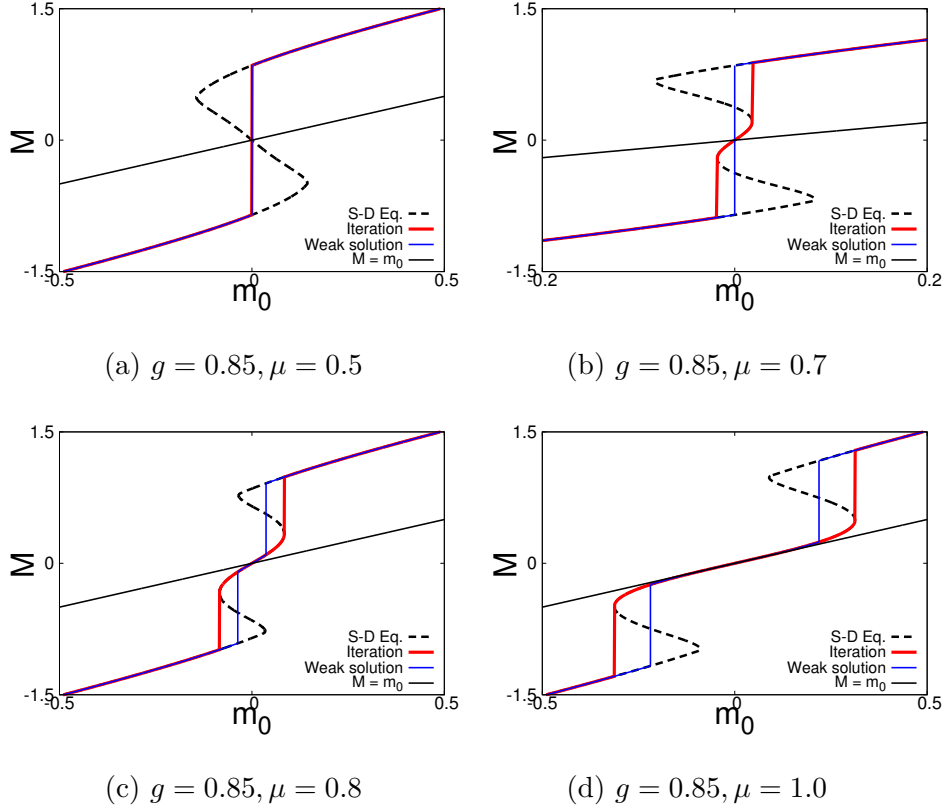 1.5
0
-1.5
M
-0.5
0
0.5
m0
S-D Eq.
Iteration
Weak solution
M = m0
(a) g = 0.85, μ = 0.5
1.5
0
-1.5
M
-0.2
0
0.2
m0
S-D Eq.
Iteration
Weak solution
M = m0
(b) g = 0.85, μ = 0.7
1.5
0
-1.5
M
-0.5
0
0.5
m0
S-D Eq.
Iteration
Weak solution
M = m0
(c) g = 0.85, μ = 0.8
1.5
0
-1.5
M
-0.5
0
0.5
m0
S-D Eq.
Iteration
Weak solution
M = m0
(d) g = 0.85, μ = 1.0